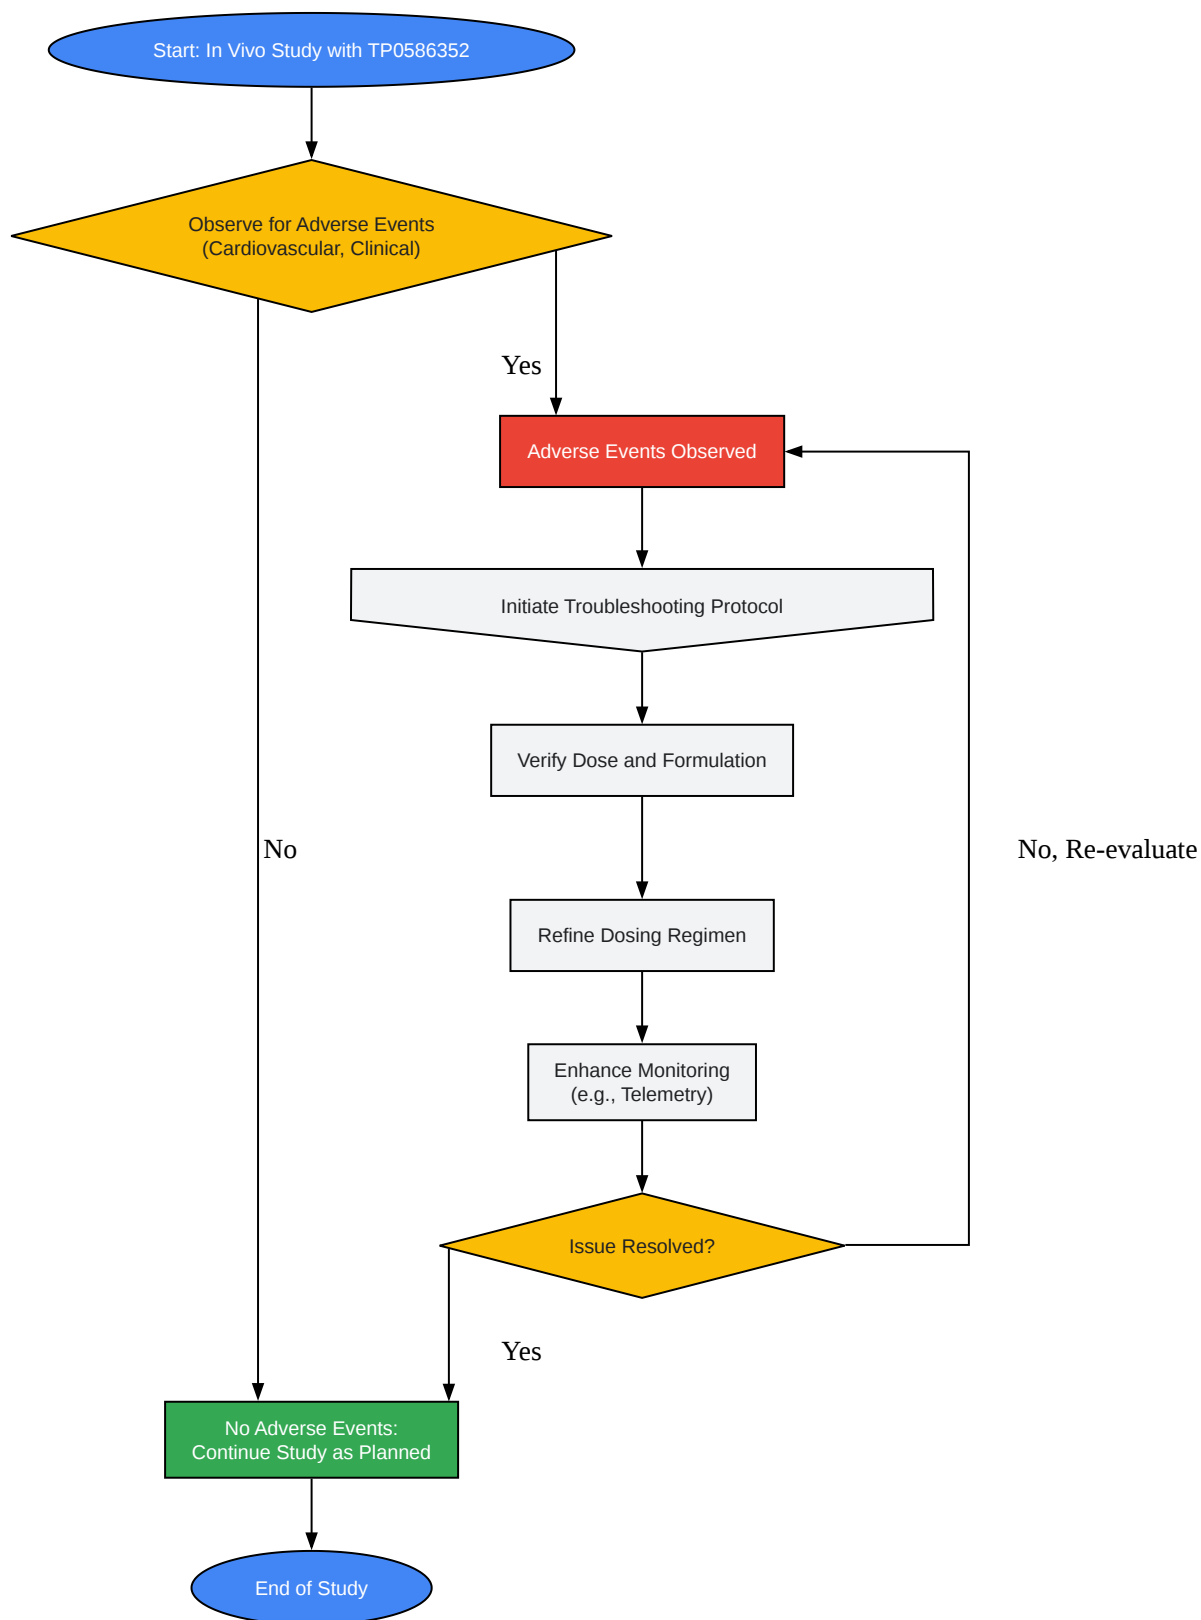 Start: In Vivo Study with TP0586352
Observe for Adverse Events
(Cardiovascular, Clinical)
Yes
Adverse Events Observed
Initiate Troubleshooting Protocol
Verify Dose and Formulation
No
No, Re-evaluate
Refine Dosing Regimen
Enhance Monitoring
(e.g., Telemetry)
Issue Resolved?
Yes
No Adverse Events:
Continue Study as Planned
End of Study